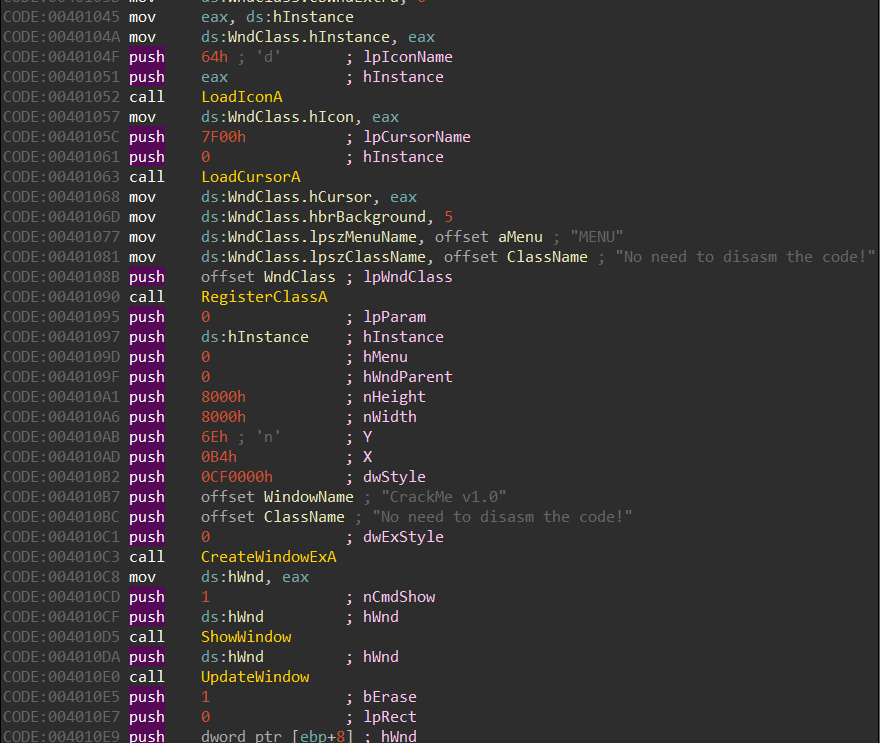 CODE:00401045 mov eax, ds:hInstance
CODE:0040104A mov ds:WndClass.hInstance, eax
CODE:0040104F push 64h ; 'd' ; lpIconName
CODE:00401051 push eax ; hInstance
CODE:00401052 call LoadIconA
CODE:00401057 mov ds:WndClass.hIcon, eax
CODE:0040105C push 7F00h ; lpCursorName
CODE:00401061 push 0 ; hInstance
CODE:00401063 call LoadCursorA
CODE:00401068 mov ds:WndClass.hCursor, eax
CODE:0040106D mov ds:WndClass.hbrBackground, 5
CODE:00401077 mov ds:WndClass.lpszMenuName, offset aMenu ; "MENU"
CODE:00401081 mov ds:WndClass.lpszClassName, offset ClassName ; "No need to disasm the code!"
CODE:0040108B push offset WndClass ; lpWndClass
CODE:00401090 call RegisterClassA
CODE:00401095 push 0 ; lpParam
CODE:00401097 push ds:hInstance ; hInstance
CODE:0040109D push 0 ; hMenu
CODE:0040109F push 0 ; hWndParent
CODE:004010A1 push 8000h ; nHeight
CODE:004010A6 push 8000h ; nWidth
CODE:004010AB push 6Eh ; 'n' ; Y
CODE:004010AD push 0B4h ; X
CODE:004010B2 push 0CF0000h ; dwStyle
CODE:004010B7 push offset WindowName ; "CrackMe v1.0"
CODE:004010BC push offset ClassName ; "No need to disasm the code!"
CODE:004010C1 push 0 ; dwExStyle
CODE:004010C3 call CreateWindowExA
CODE:004010C8 mov ds:hWnd, eax
CODE:004010CD push 1 ; nCmdShow
CODE:004010CF push ds:hWnd ; hWnd
CODE:004010D5 call ShowWindow
CODE:004010DA push ds:hWnd ; hWnd
CODE:004010E0 call UpdateWindow
CODE:004010E5 push 1 ; bErase
CODE:004010E7 push 0 ; lpRect
CODE:004010E9 push dword ptr [ebp+8] ; hWnd